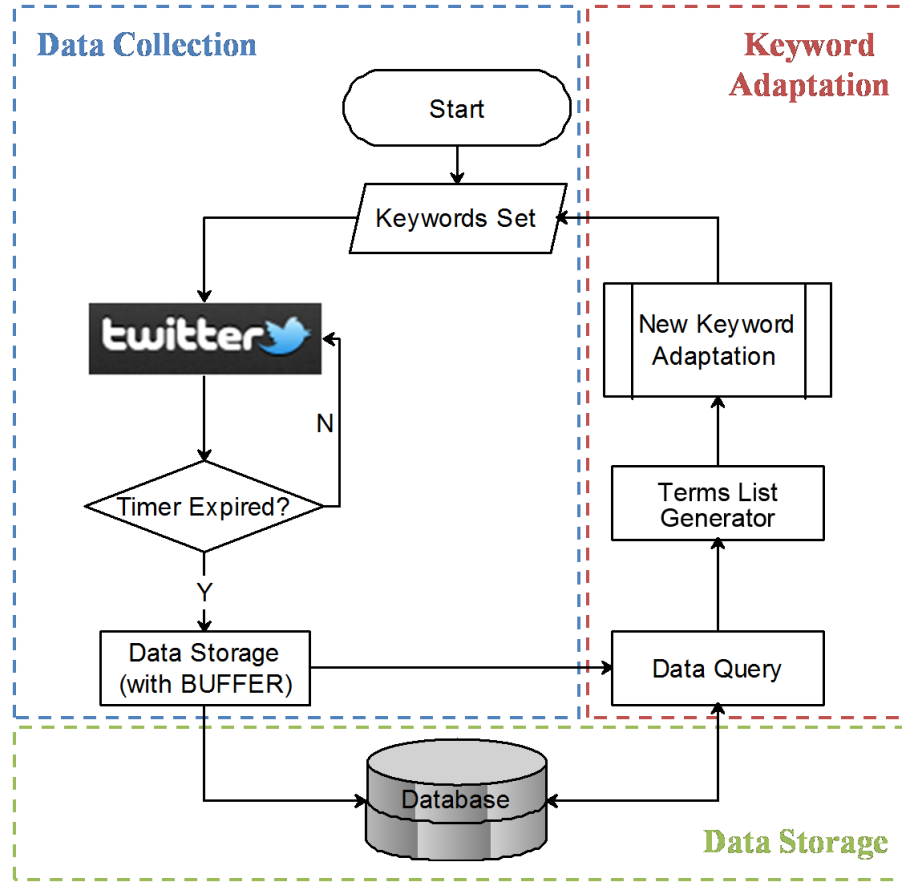 Data Collection
Keyword
Adaptation
Start
Keywords Set
twitter
New Keyword
Adaptation
N
Timer Expired?
Terms List
Generator
Y
Data Storage
(with BUFFER)
Data Query
Database
Data Storage